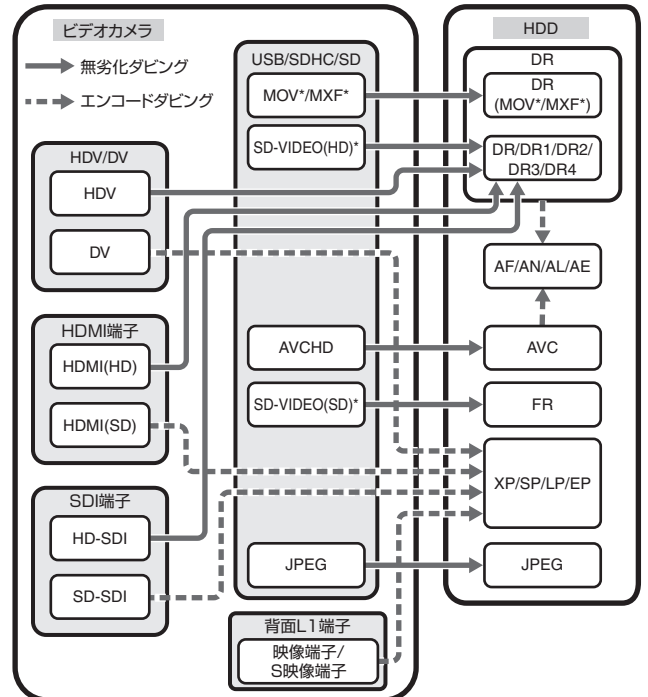 ビデオカメラ
無劣化ダビング
エンコードダビング
HDV/DV
HDV
DV
HDMI端子
HDMI(HD)
HDMI(SD)
SDI端子
HD-SDI
SD-SDI
USB/SDHC/SD
MOV*/MXF*
SD-VIDEO(HD)*
AVCHD
SD-VIDEO(SD)*
JPEG
背面L1端子
映像端子/
S映像端子
HDD
DR
DR
(MOV*/MXF*)
DR/DR1/DR2/
DR3/DR4
AF/AN/AL/AE
AVC
FR
XP/SP/LP/EP
JPEG